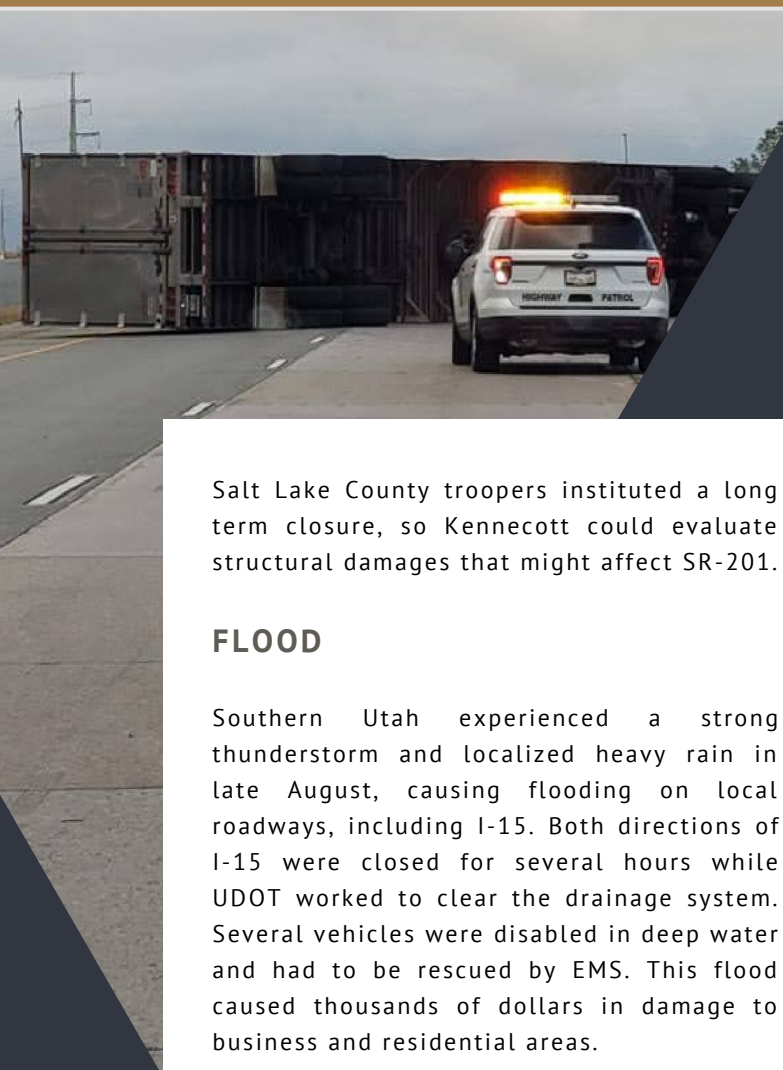 HIGHWAY PATROL
Salt Lake County troopers instituted a long
term closure, so Kennecott could evaluate
structural damages that might affect SR-201.
FLOOD
Southern Utah experienced a strong
thunderstorm and localized heavy rain in
late August, causing flooding on local
roadways, including I-15. Both directions of
I-15 were closed for several hours while
UDOT worked to clear the drainage system.
Several vehicles were disabled in deep water
and had to be rescued by EMS. This flood
caused thousands of dollars in damage to
business and residential areas.